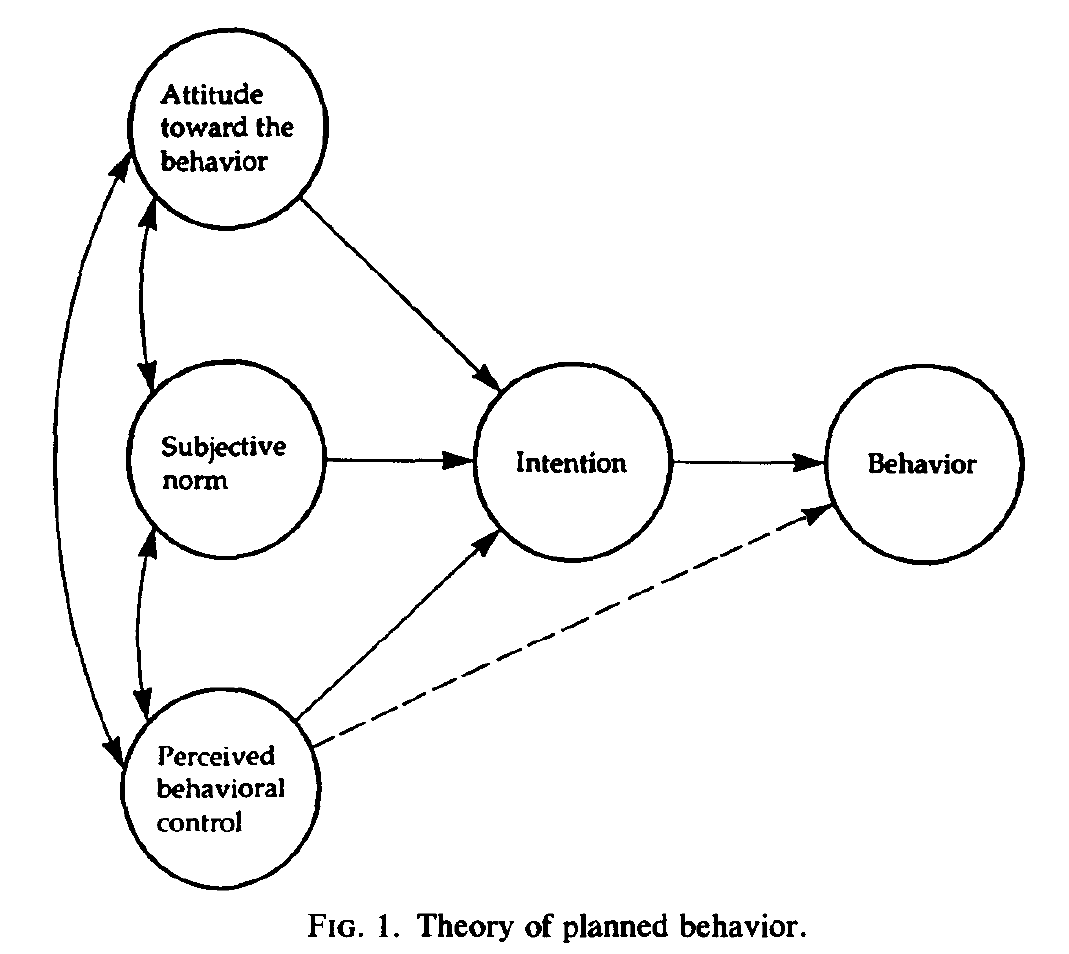 Attitude
toward the
behavior
Subjective
norm
Intention
Behavior
Perceived
behavioral
control
FIG. 1. Theory of planned behavior.